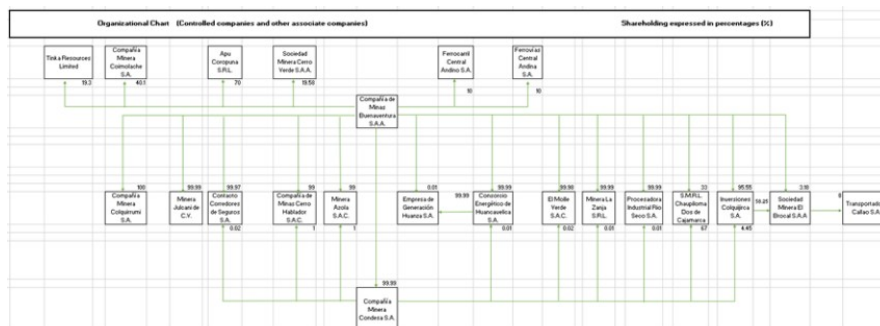 Organizational Chart (Controlled companies and other associate companies) Shareholding expressed in percentages (%)
Tinka Resources
Limited
19.3
Compañía
Minera
Coimolache
S.A.
40.1
Apu
Coropuna
S.R.L.
70
Sociedad
Minera Cerro
Verde S.A.A.
19.58
Ferrocarril
Central
Andino S.A.
10
Ferrovías
Central
Andina S.A.
10
Compañía de
Minas
Buenaventura
S.A.A.
100
Compañía
Minera
Colquirrumi
S.A.
99.99
Minera
Julcani de
C.V.
99.97
Contacto
Corredores
de Seguros
S.A.
0.02
99
Compañía de
Minas Cerro
Hablador
S.A.C.
1
99
Minera
Azola
S.A.C.
1
0.01
Empresa de
Generación
Huanza S.A.
99.99
99.99
Consorcio
Energético de
Huancavelica
S.A.
0.01
99.98
El Molle
Verde
S.A.C.
0.02
99.99
Minera La
Zanja
S.R.L.
0.01
99.99
Procesadora
Industrial Río
Seco S.A.
0.01
33
S.M.R.L.
Chaupiloma
Dos de
Cajamarca
67
95.55
Inversiones
Colquijirca
S.A.
4.45
3.18
Sociedad
Minera El
Brocal S.A.A
8
Transportadora
Callao S.A.
99.99
Compañía
Minera
Condesa S.A.